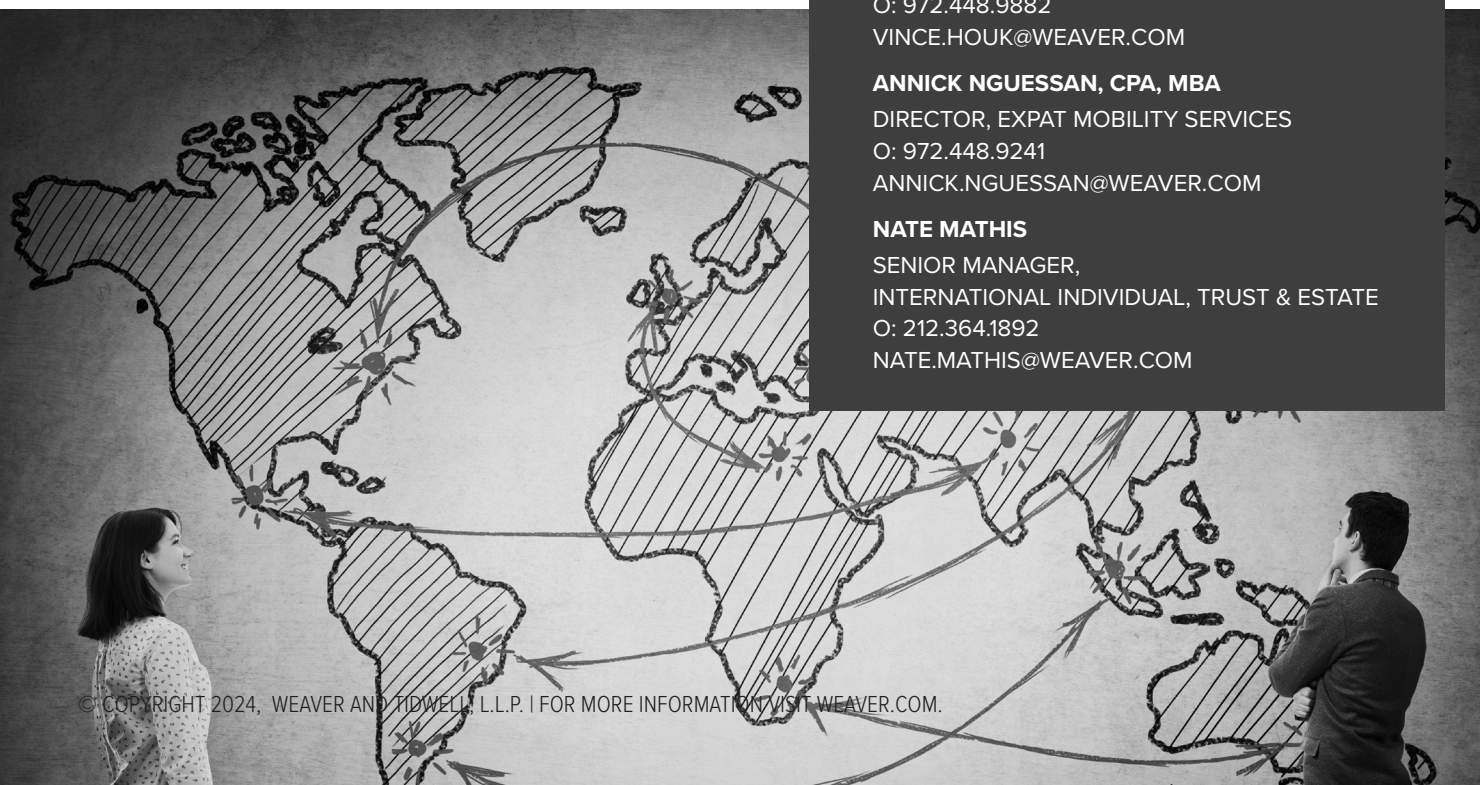 O: 972.448.9882
VINCE.HOUK@WEAVER.COM
ANNICK NGUESSAN, CPA, MBA
DIRECTOR, EXPAT MOBILITY SERVICES
O: 972.448.9241
ANNICK.NGUESSAN@WEAVER.COM
NATE MATHIS
SENIOR MANAGER,
INTERNATIONAL INDIVIDUAL, TRUST & ESTATE
O: 212.364.1892
NATE.MATHIS@WEAVER.COM
© COPYRIGHT 2024, WEAVER AND TIDWELL, L.L.P. | FOR MORE INFORMATION VISIT WEAVER.COM.